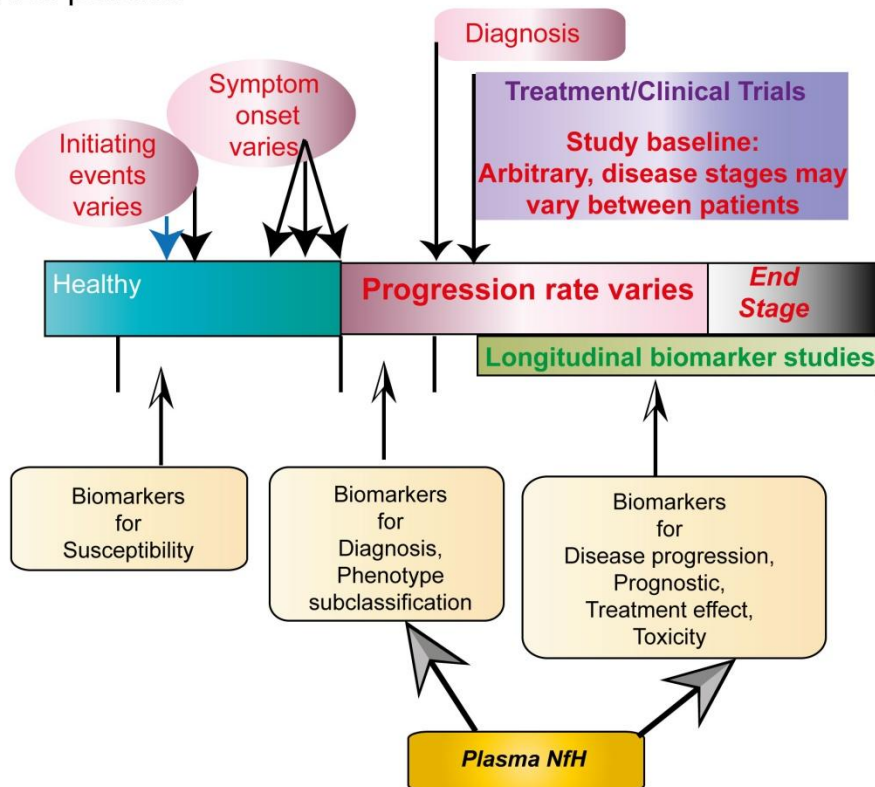 Diagnosis
Symptom
onset
varies
Initiating
events
varies
Treatment/Clinical Trials
Study baseline:
Arbitrary, disease stages may
vary between patients
Healthy
Progression rate varies
End
Stage
Longitudinal biomarker studies
Biomarkers
for
Susceptibility
Biomarkers
for
Diagnosis,
Phenotype
subclassification
Biomarkers
for
Disease progression,
Prognostic,
Treatment effect,
Toxicity
Plasma NfH